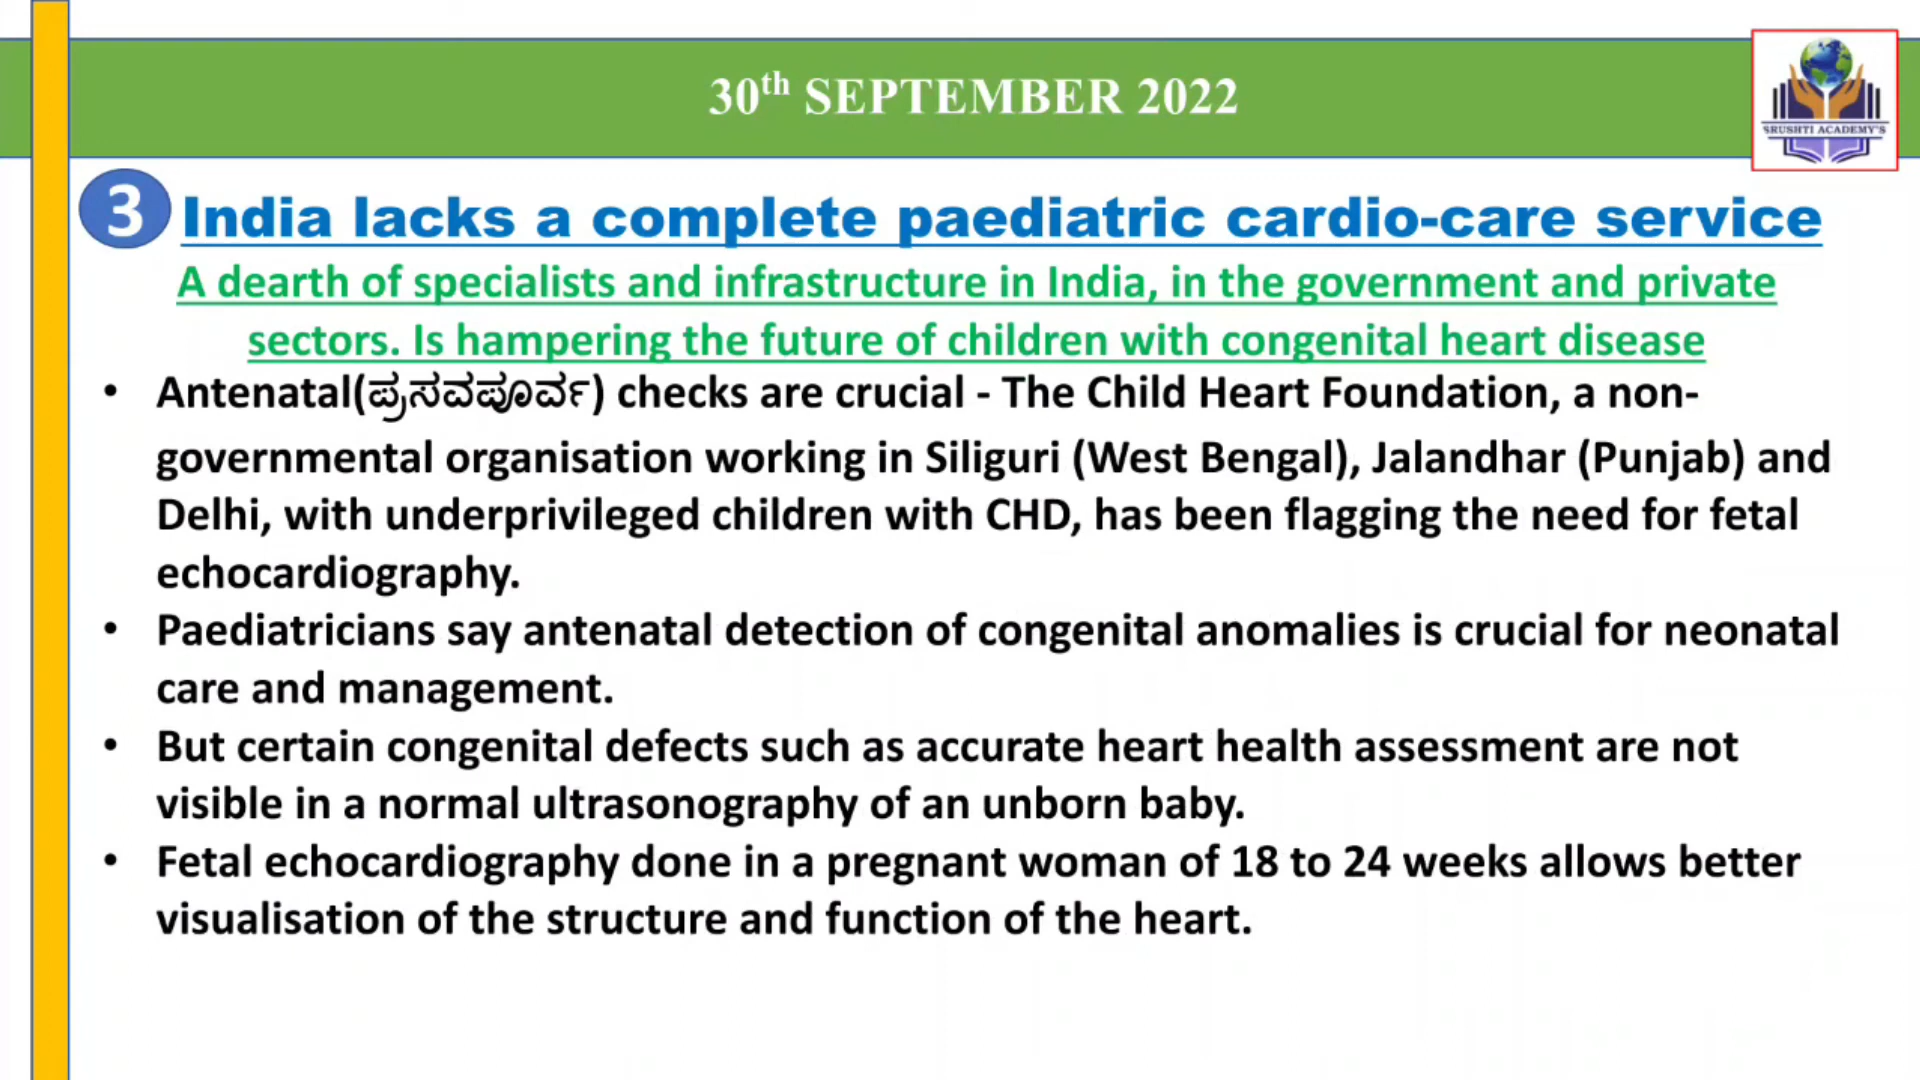 30th SEPTEMBER 2022
SRUSHTI ACADEMY'S
3 India lacks a complete paediatric cardio-care service
A dearth of specialists and infrastructure in India, in the government and private
sectors. Is hampering the future of children with congenital heart disease
• Antenatal(ಪ್ರಸವಪೂರ್ವ) checks are crucial - The Child Heart Foundation, a non-
governmental organisation working in Siliguri (West Bengal), Jalandhar (Punjab) and
Delhi, with underprivileged children with CHD, has been flagging the need for fetal
echocardiography.
• Paediatricians say antenatal detection of congenital anomalies is crucial for neonatal
care and management.
• But certain congenital defects such as accurate heart health assessment are not
visible in a normal ultrasonography of an unborn baby.
• Fetal echocardiography done in a pregnant woman of 18 to 24 weeks allows better
visualisation of the structure and function of the heart.